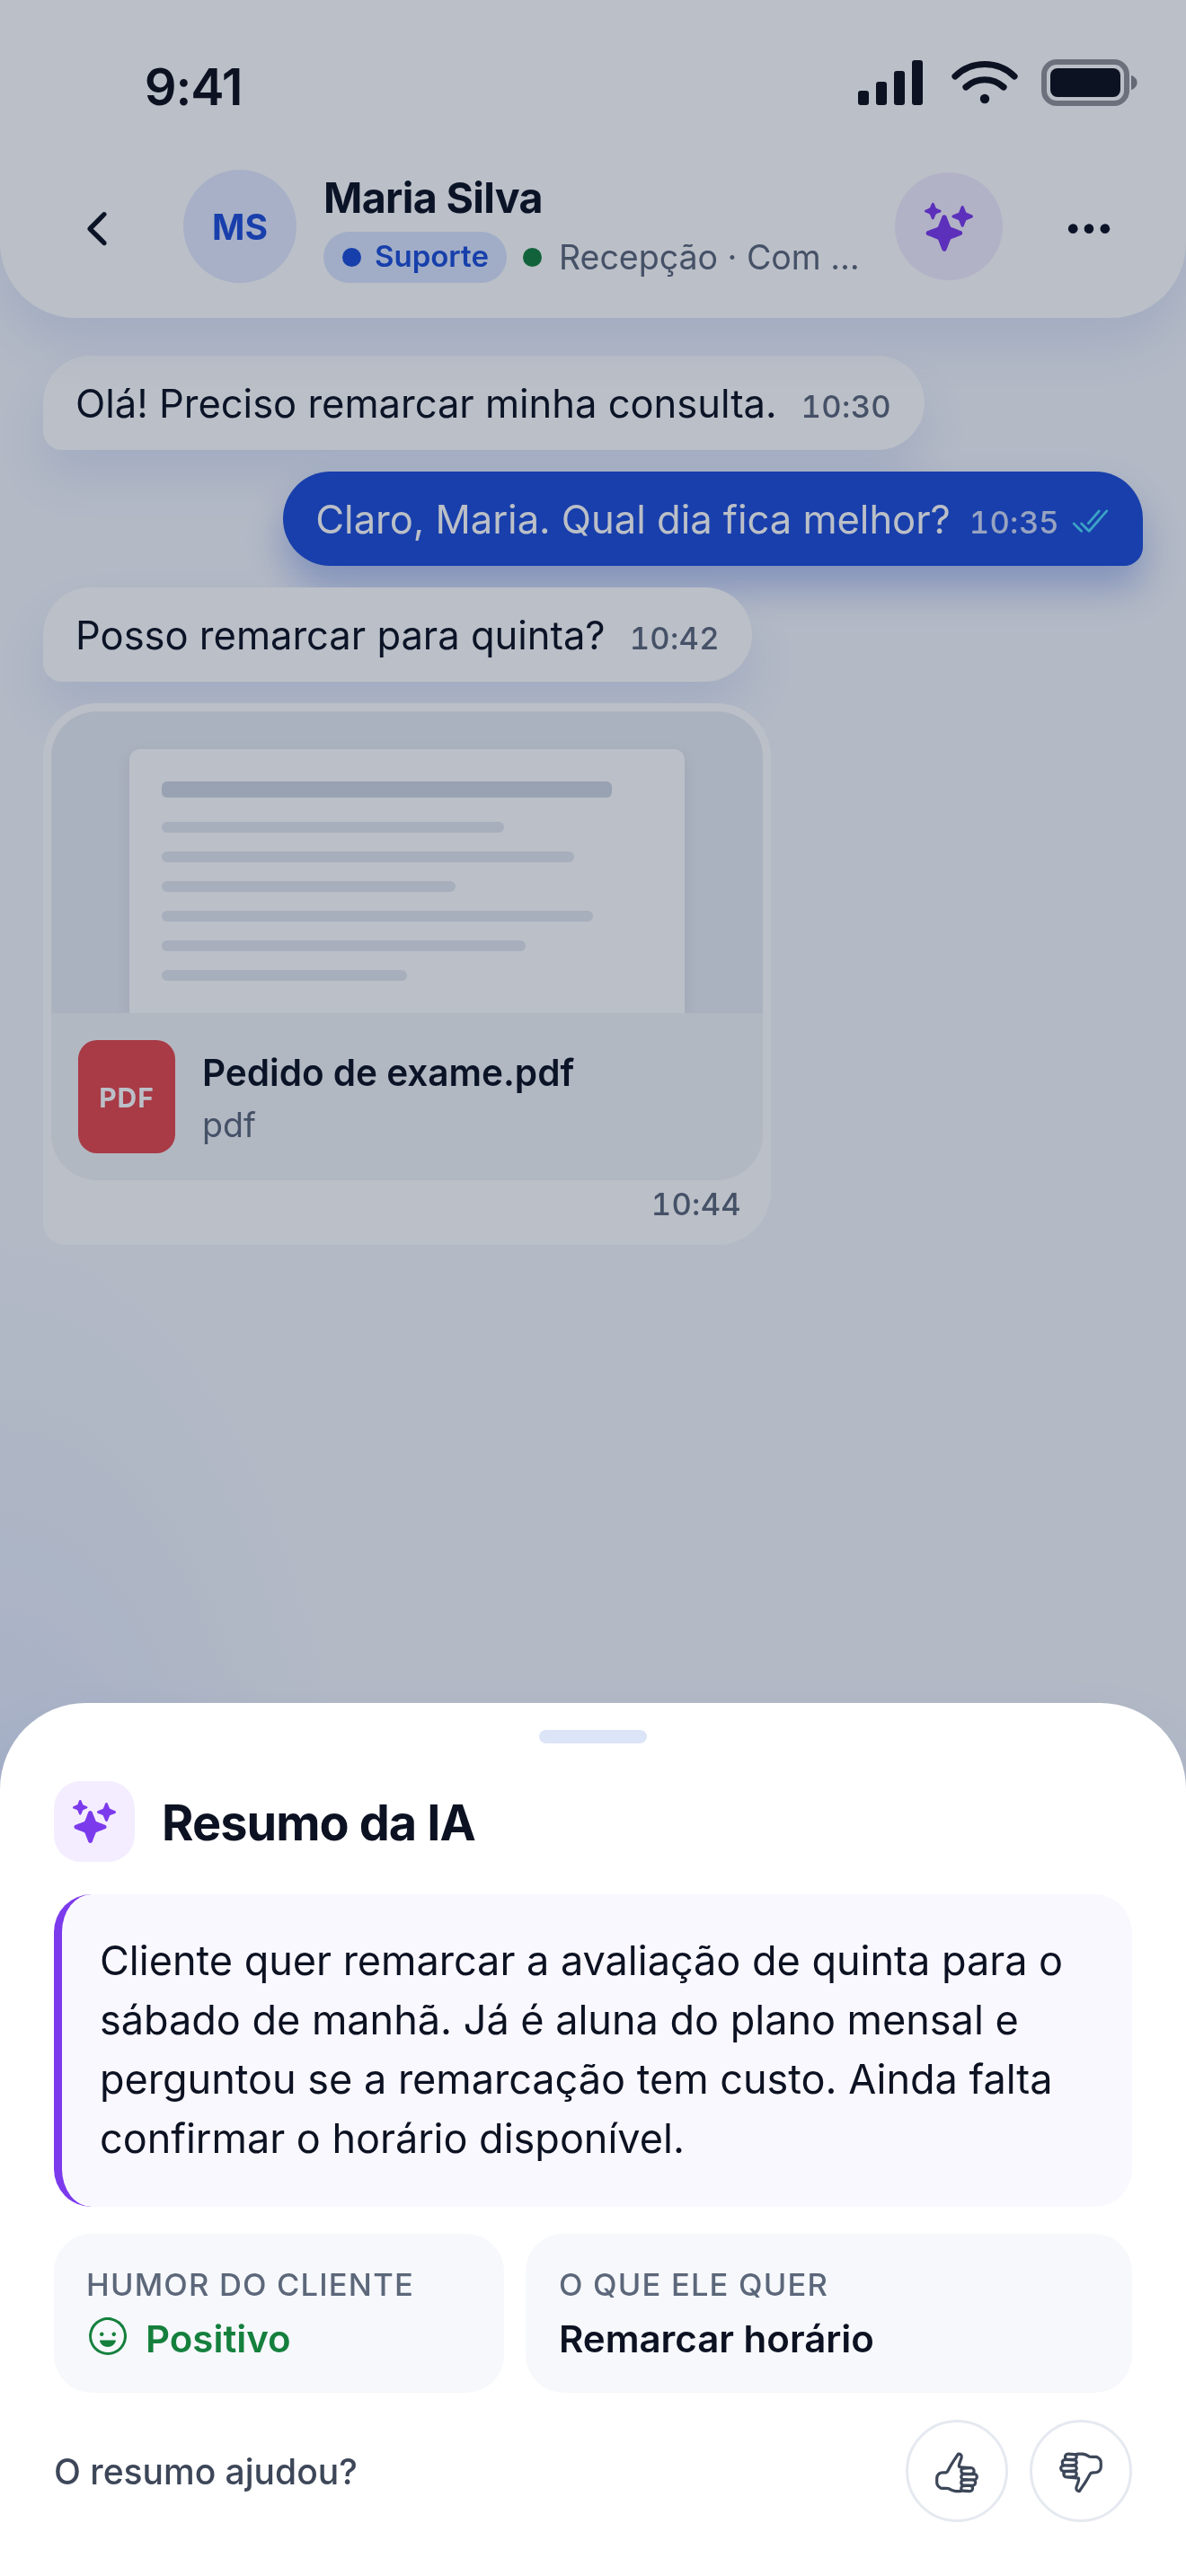 9:41
MS
Maria Silva
Suporte
Recepção · Com ...
Olá! Preciso remarcar minha consulta. 10:30
Claro, Maria. Qual dia fica melhor? 10:35
Posso remarcar para quinta? 10:42
PDF
Pedido de exame.pdf
pdf
10:44
Resumo da IA
Cliente quer remarcar a avaliação de quinta para o
sábado de manhã. Já é aluna do plano mensal e
perguntou se a remarcação tem custo. Ainda falta
confirmar o horário disponível.
HUMOR DO CLIENTE
Positivo
O QUE ELE QUER
Remarcar horário
O resumo ajudou?